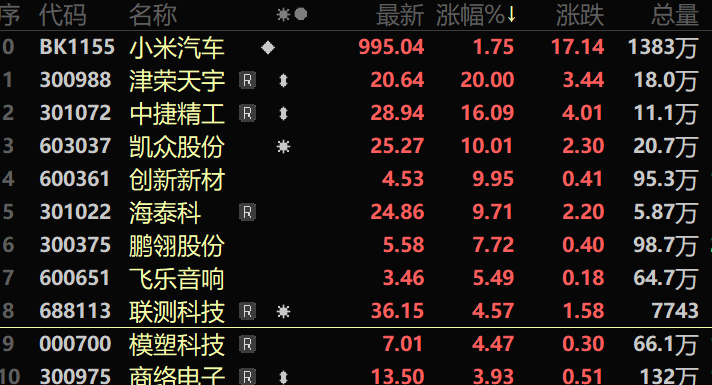 序 代码 名称 最新 涨幅%↓ 涨跌 总量
0 BK1155 小米汽车 995.04 1.75 17.14 1383万
1 300988 津荣天宇 R 20.64 20.00 3.44 18.0万
2 301072 中捷精工 R 28.94 16.09 4.01 11.1万
3 603037 凯众股份 25.27 10.01 2.30 20.7万
4 600361 创新新材 4.53 9.95 0.41 95.3万
5 301022 海泰科 R 24.86 9.71 2.20 5.87万
6 300375 鹏翎股份 5.58 7.72 0.40 98.7万
7 600651 飞乐音响 3.46 5.49 0.18 64.7万
8 688113 联测科技 R 36.15 4.57 1.58 7743
9 000700 模塑科技 R 7.01 4.47 0.30 66.1万
10 300975 商络电子 R 13.50 3.93 0.51 132万